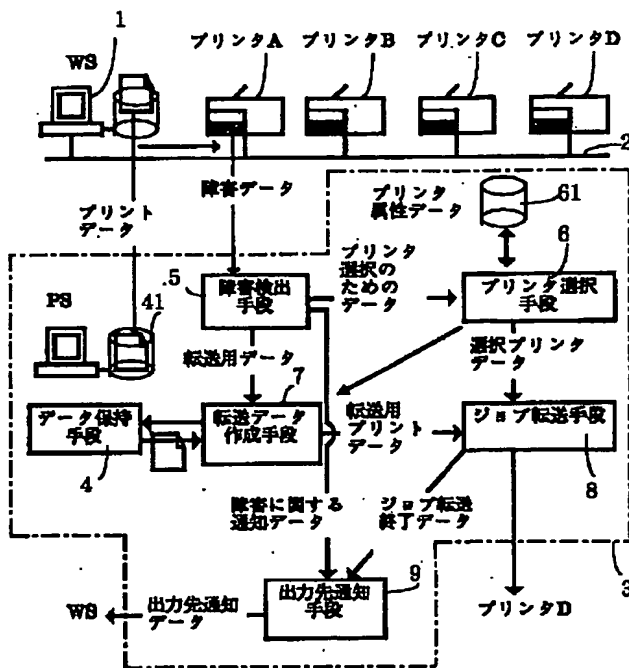 1
WS
プリンタA
プリンタB
プリンタC
プリンタD
2
障害データ
プリント
データ
プリンタ
属性データ
61
5
障害検出
手段
プリンタ
選択の
ための
データ
6
プリンタ選択
手段
PS
41
転送用データ
選択プリンタ
データ
7
データ保持
手段
4
転送データ
作成手段
転送用
プリント
データ
ジョブ転送手段
8
障害に関する
通知データ
ジョブ転送
終了データ
3
9
WS
出力先通知
データ
出力先通知
手段
プリンタD